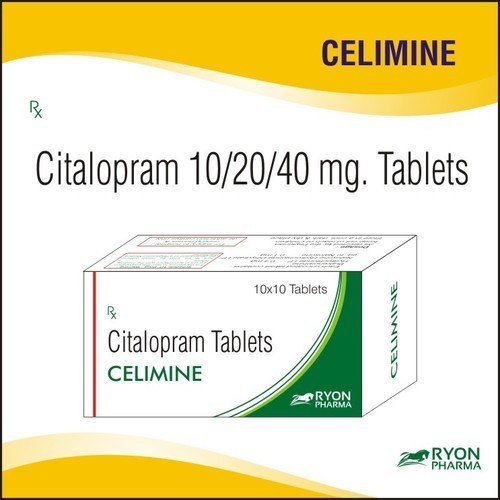 CELIMINE
Rx
Citalopram 10/20/40 mg. Tablets
10x10 Tablets
Rx
Citalopram Tablets
CELIMINE
RYON
PHARMA
CELIMINE
RYON
PHARMA